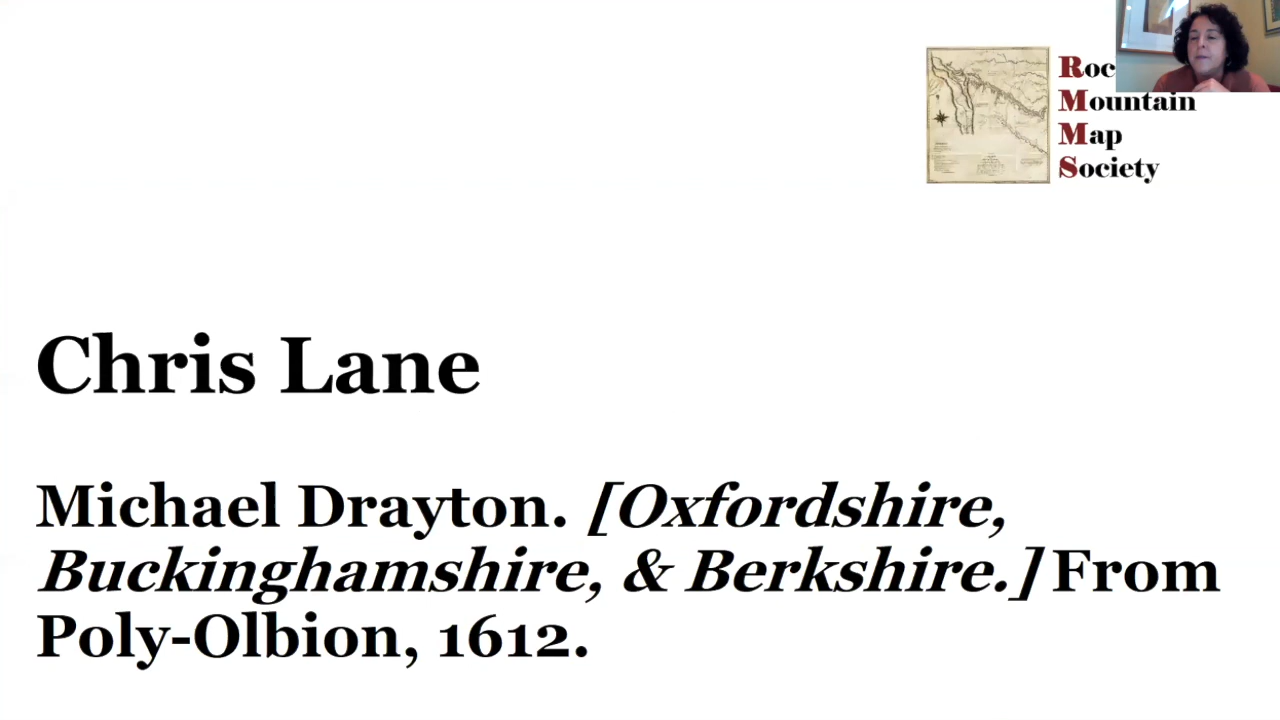 Roc
Mountain
Map
Society
Chris Lane
Michael Drayton. [Oxfordshire,
Buckinghamshire, & Berkshire.] From
Poly-Olbion, 1612.